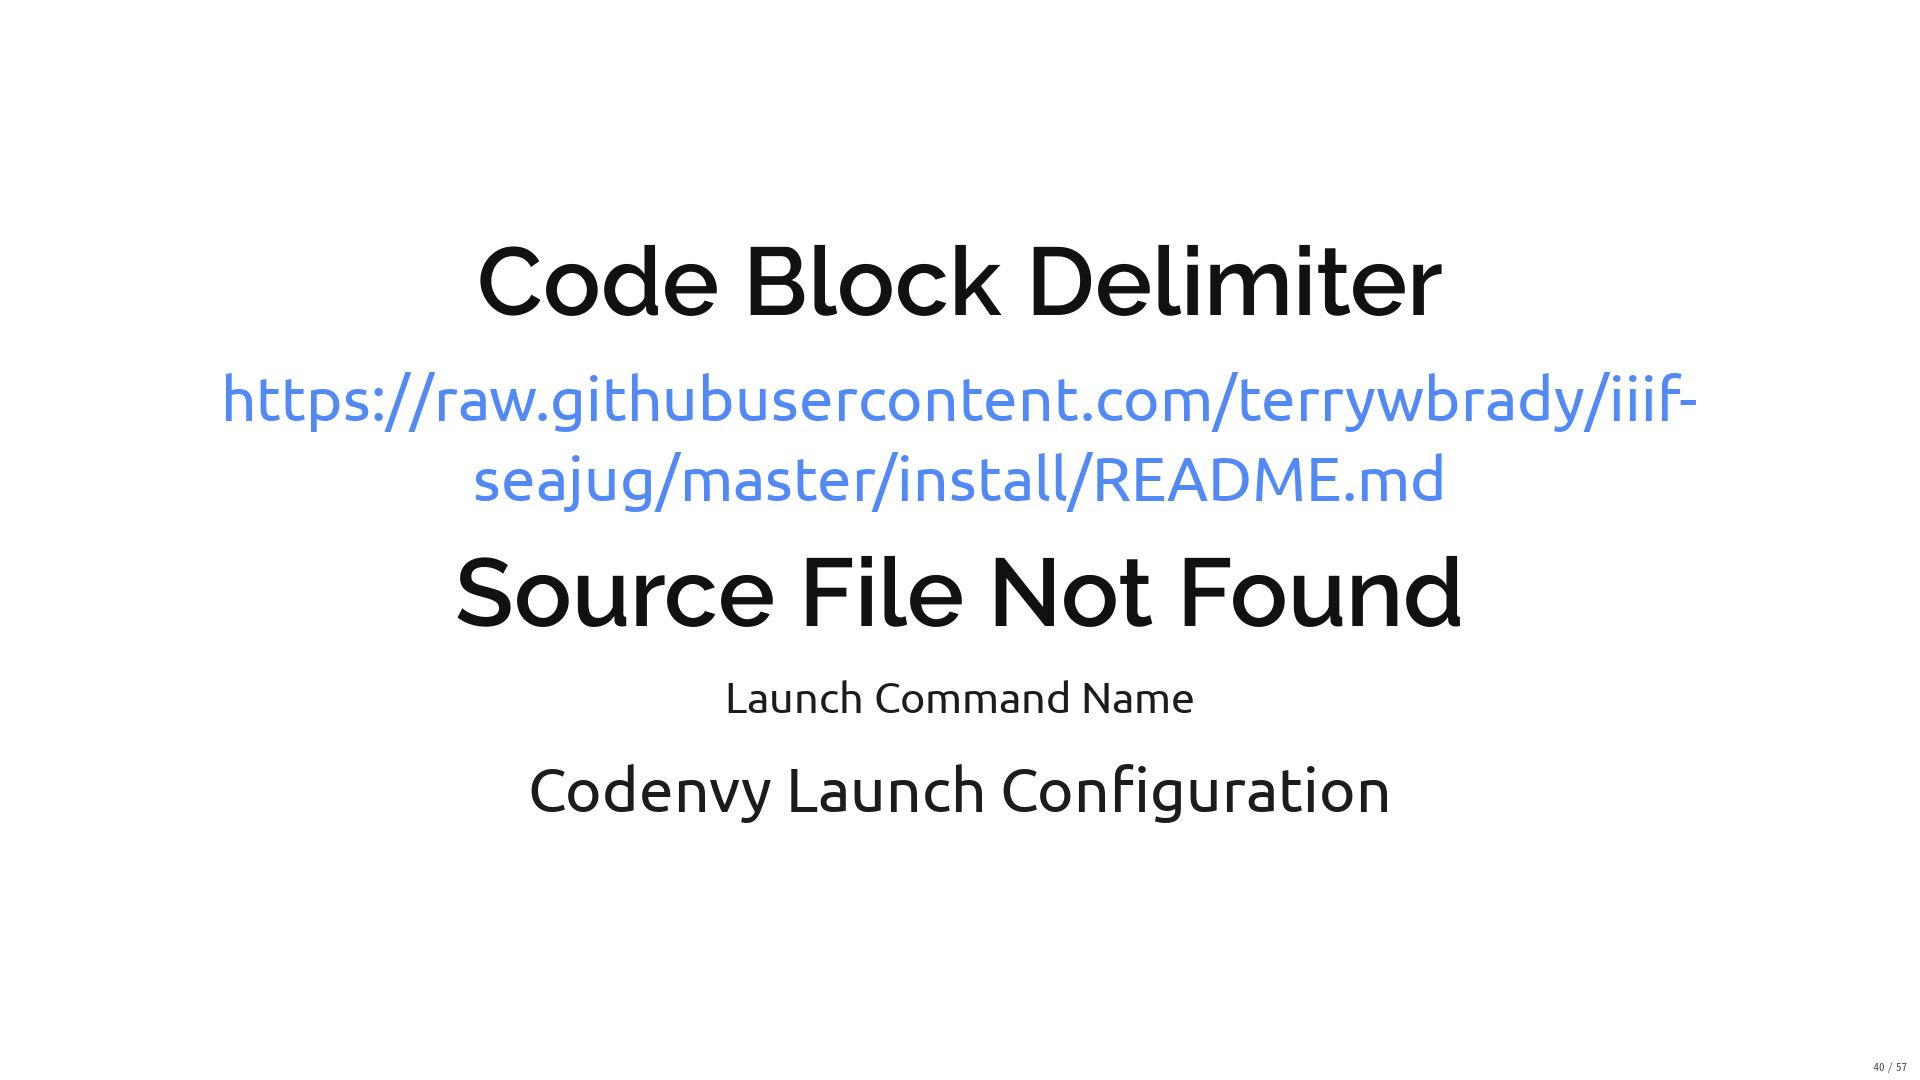 Code Block Delimiter
https://raw.githubusercontent.com/terrywbrady/iiif-
seajug/master/install/README.md
Source File Not Found
Launch Command Name
Codenvy Launch Configuration
40 / 57